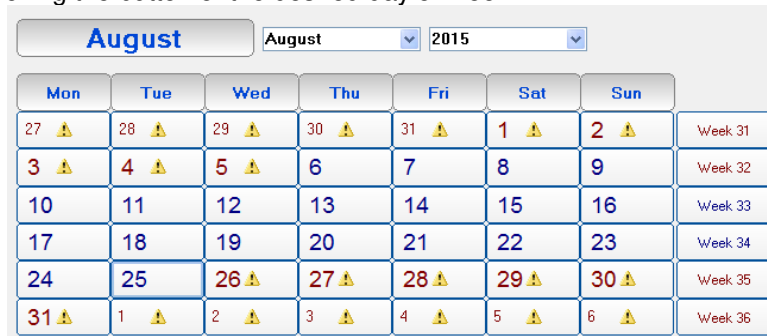 August August 2015
Mon Tue Wed Thu Fri Sat Sun
27 28 29 30 31 1 2 Week 31
3 4 5 6 7 8 9 Week 32
10 11 12 13 14 15 16 Week 33
17 18 19 20 21 22 23 Week 34
24 25 26 27 28 29 30 Week 35
31 1 2 3 4 5 6 Week 36